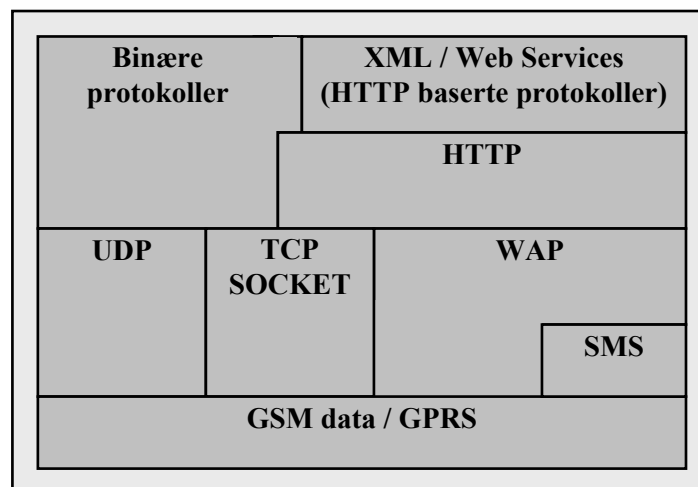 Binære
protokoller
XML / Web Services
(HTTP baserte protokoller)
HTTP
UDP
TCP
SOCKET
WAP
SMS
GSM data / GPRS